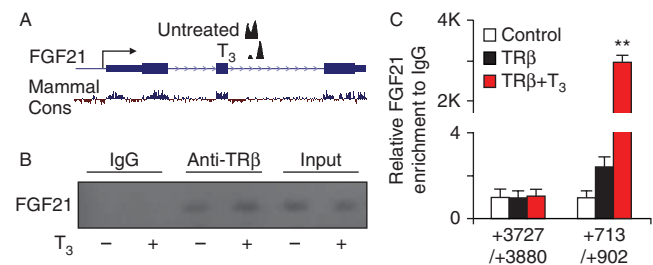 A
Untreated
T3
FGF21
Mammal
Cons
B
IgG Anti-TRβ Input
FGF21
T3 – + – + – +
C
Control
TRβ
TRβ+T3
**
Relative FGF21
enrichment to IgG
4K
2K
4
0
+3727
/+3880
+713
/+902